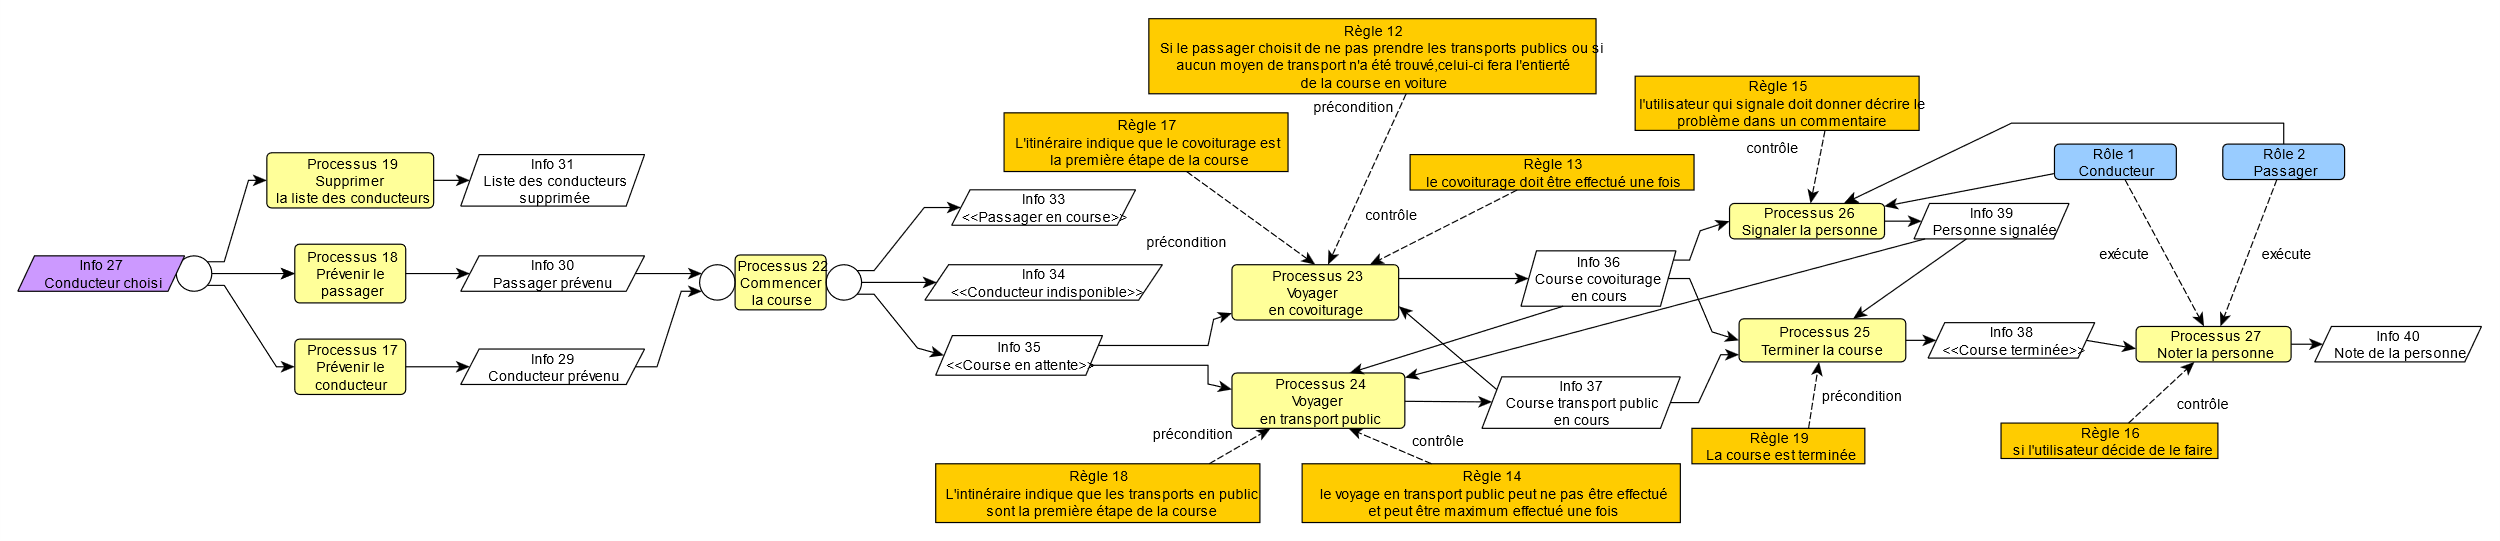 Info 27
Conducteur choisi
Processus 19
Supprimer
la liste des conducteurs
Info 31
Liste des conducteurs
supprimée
Processus 18
Prévenir le
passager
Info 30
Passager prévenu
Processus 17
Prévenir le
conducteur
Info 29
Conducteur prévenu
Processus 22
Commencer
la course
Info 33
<<Passager en course>>
Info 34
<<Conducteur indisponible>>
Info 35
<<Course en attente>>
Règle 12
Si le passager choisit de ne pas prendre les transports publics ou si
aucun moyen de transport n'a été trouvé,celui-ci fera l'entierté
de la course en voiture
précondition
Règle 17
L'itinéraire indique que le covoiturage est
la première étape de la course
précondition
Règle 13
le covoiturage doit être effectué une fois
contrôle
Processus 23
Voyager
en covoiturage
Processus 24
Voyager
en transport public
précondition
Règle 18
L'intinéraire indique que les transports en public
sont la première étape de la course
contrôle
Règle 14
le voyage en transport public peut ne pas être effectué
et peut être maximum effectué une fois
Info 36
Course covoiturage
en cours
Info 37
Course transport public
en cours
Règle 15
l'utilisateur qui signale doit donner décrire le
problème dans un commentaire
contrôle
Processus 26
Signaler la personne
Info 39
Personne signalée
Rôle 1
Conducteur
Rôle 2
Passager
exécute
exécute
Processus 25
Terminer la course
Info 38
<<Course terminée>>
précondition
Règle 19
La course est terminée
Processus 27
Noter la personne
Info 40
Note de la personne
contrôle
Règle 16
si l'utilisateur décide de le faire